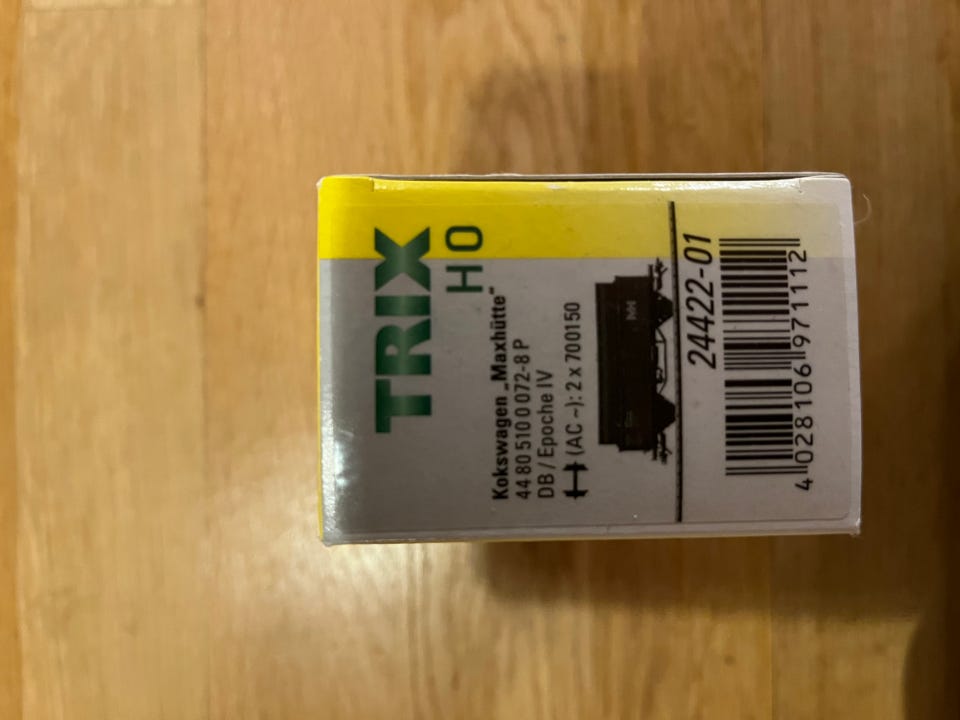 TRIX
H0
Kokswagen „Maxhütte“
44 80 510 0 072-8 P
DB / Epoche IV
(AC ~): 2 x 700150
24422-01
4 028106 971112